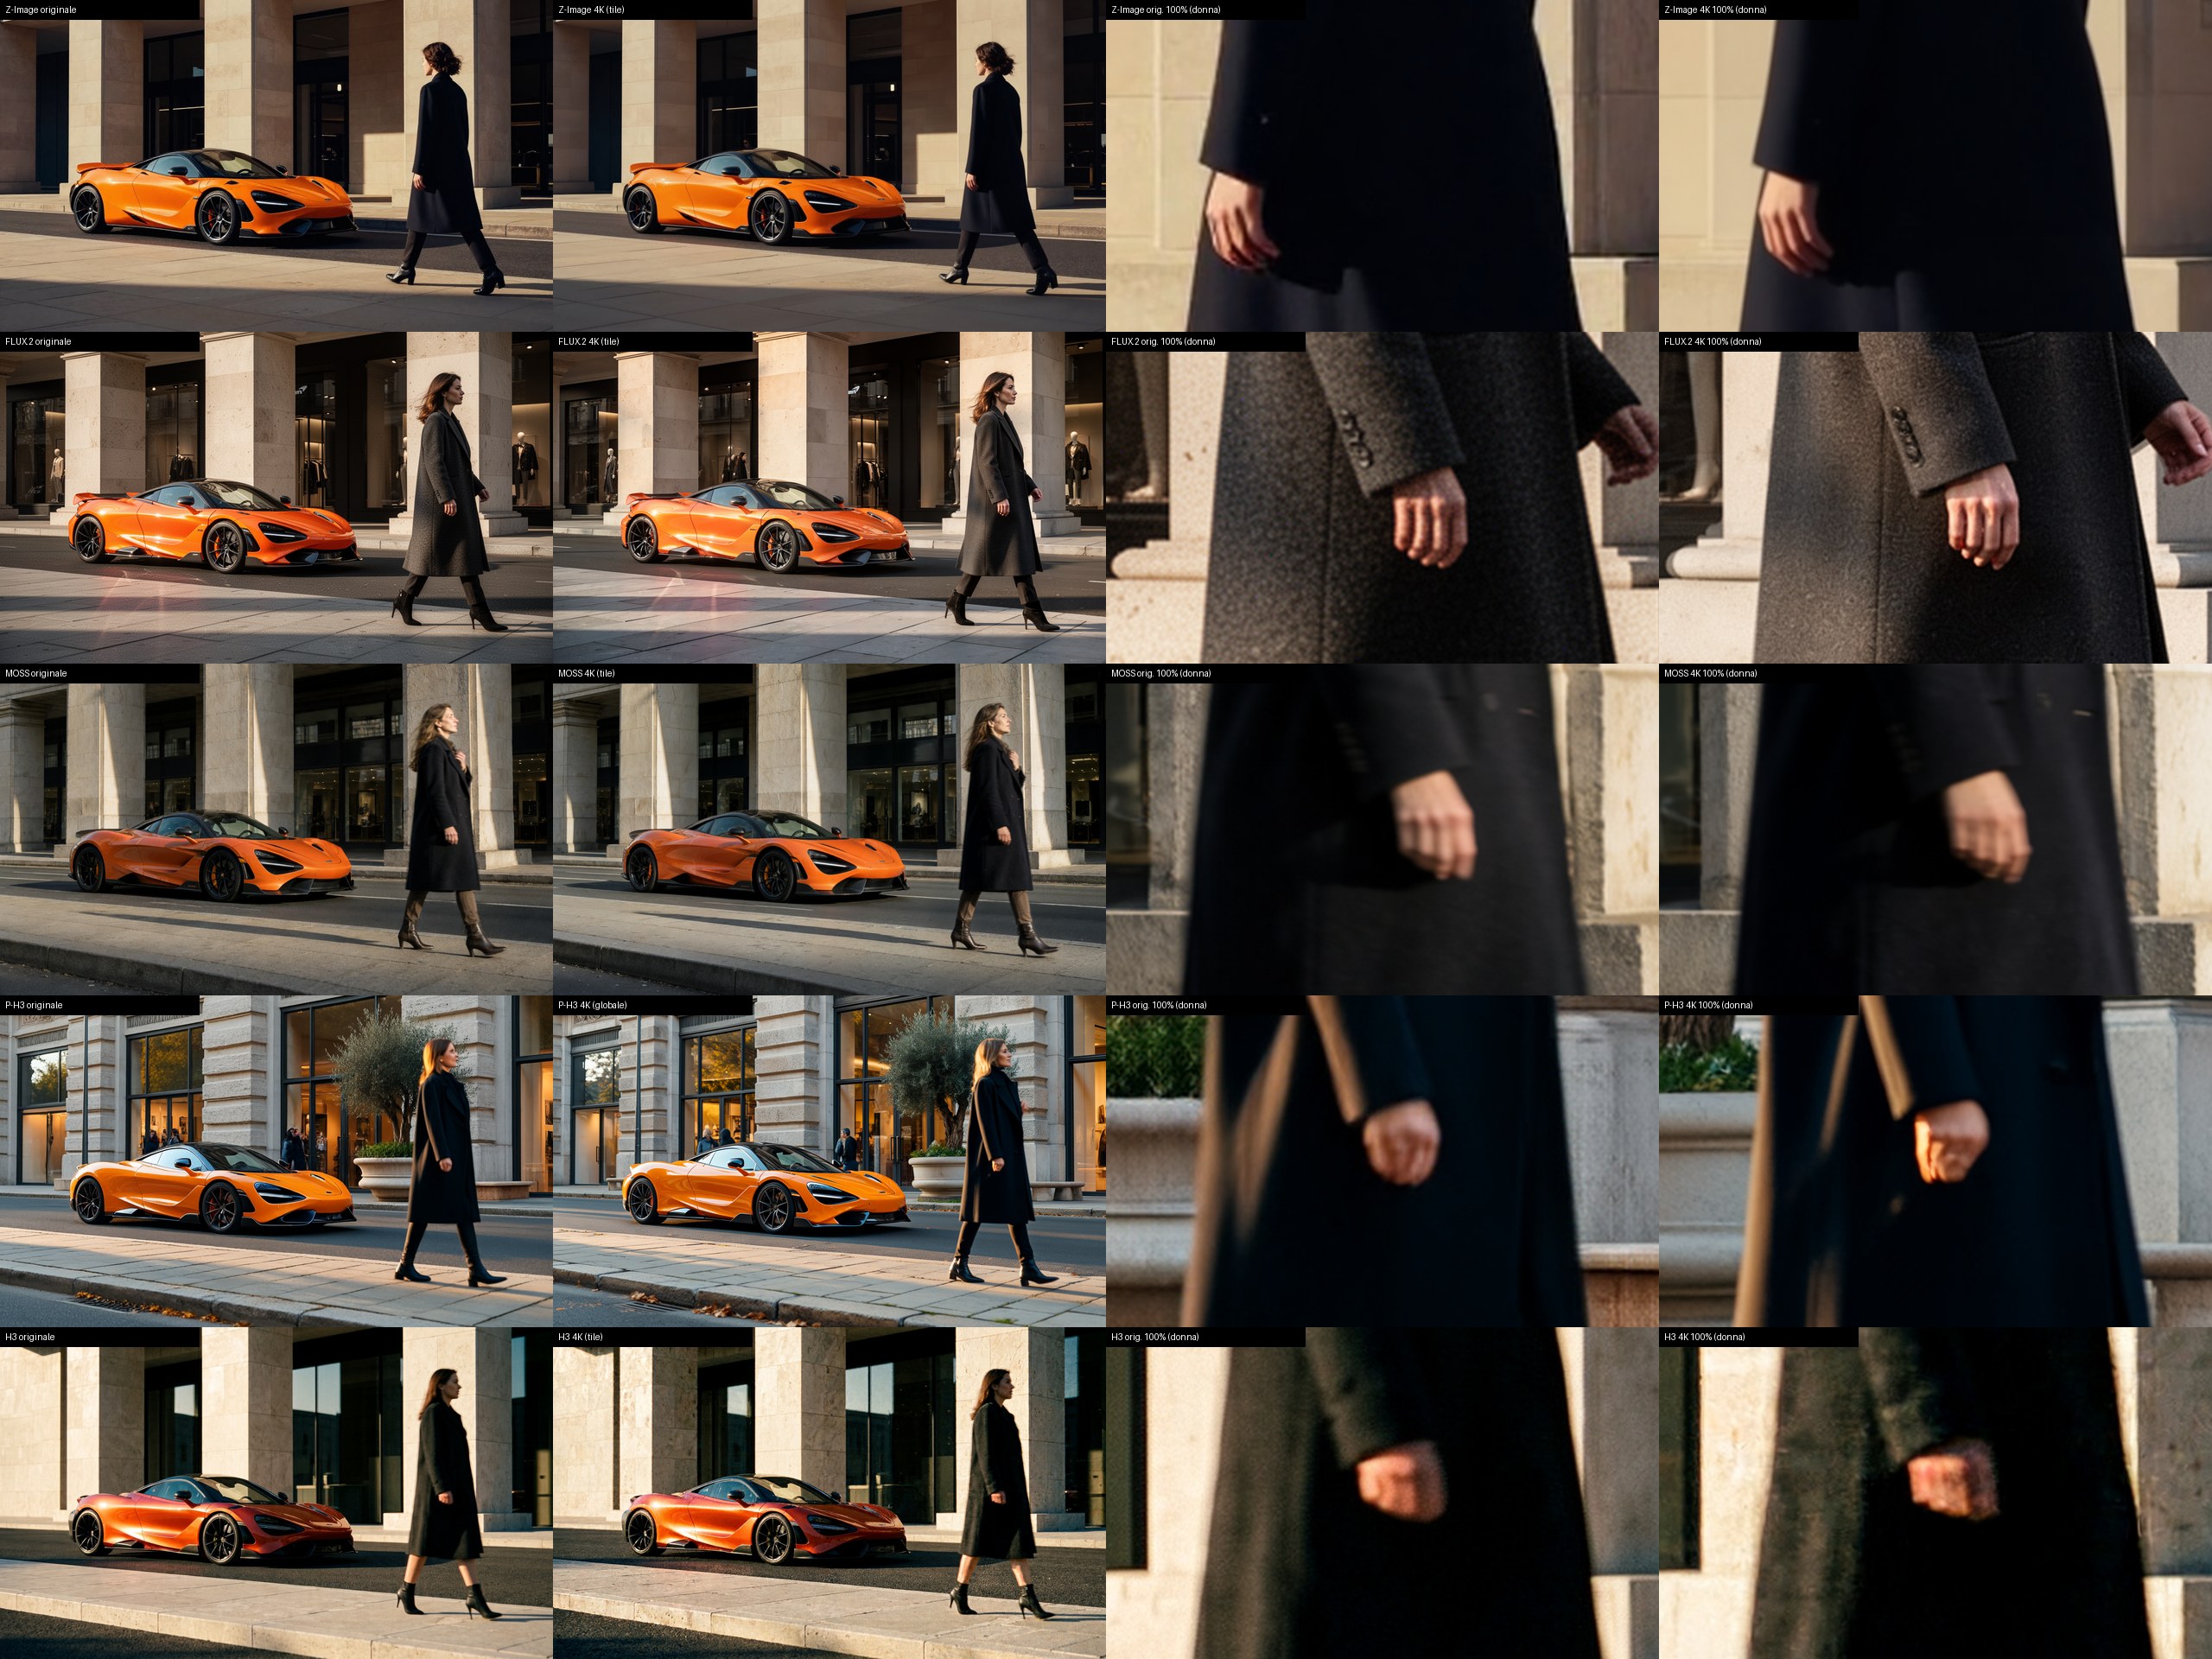 Z-Image originale
Z-Image 4K (tile)
Z-Image orig. 100% (donna)
Z-Image 4K 100% (donna)
FLUX.2 originale
FLUX.2 4K (tile)
FLUX.2 orig. 100% (donna)
FLUX.2 4K 100% (donna)
MOSS originale
MOSS 4K (tile)
MOSS orig. 100% (donna)
MOSS 4K 100% (donna)
P-H3 originale
P-H3 4K (globale)
P-H3 orig. 100% (donna)
P-H3 4K 100% (donna)
H3 originale
H3 4K (tile)
H3 orig. 100% (donna)
H3 4K 100% (donna)